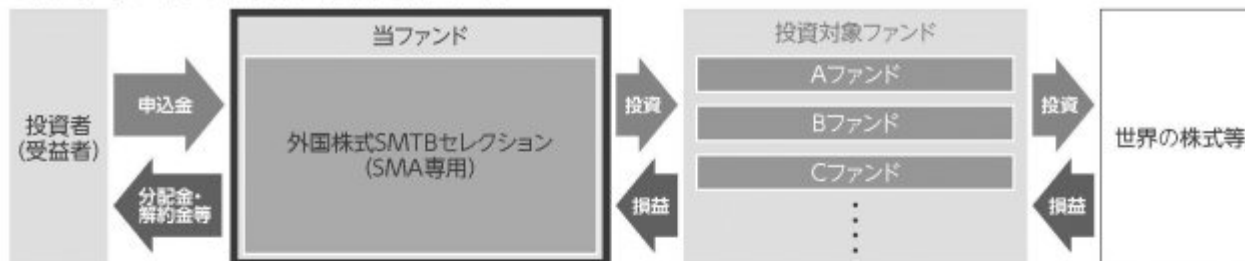 投資者
(受益者)
申込金
分配金・
解約金等
当ファンド
外国株式SMTBセレクション
(SMA専用)
投資
損益
投資対象ファンド
Aファンド
Bファンド
Cファンド
投資
損益
世界の株式等